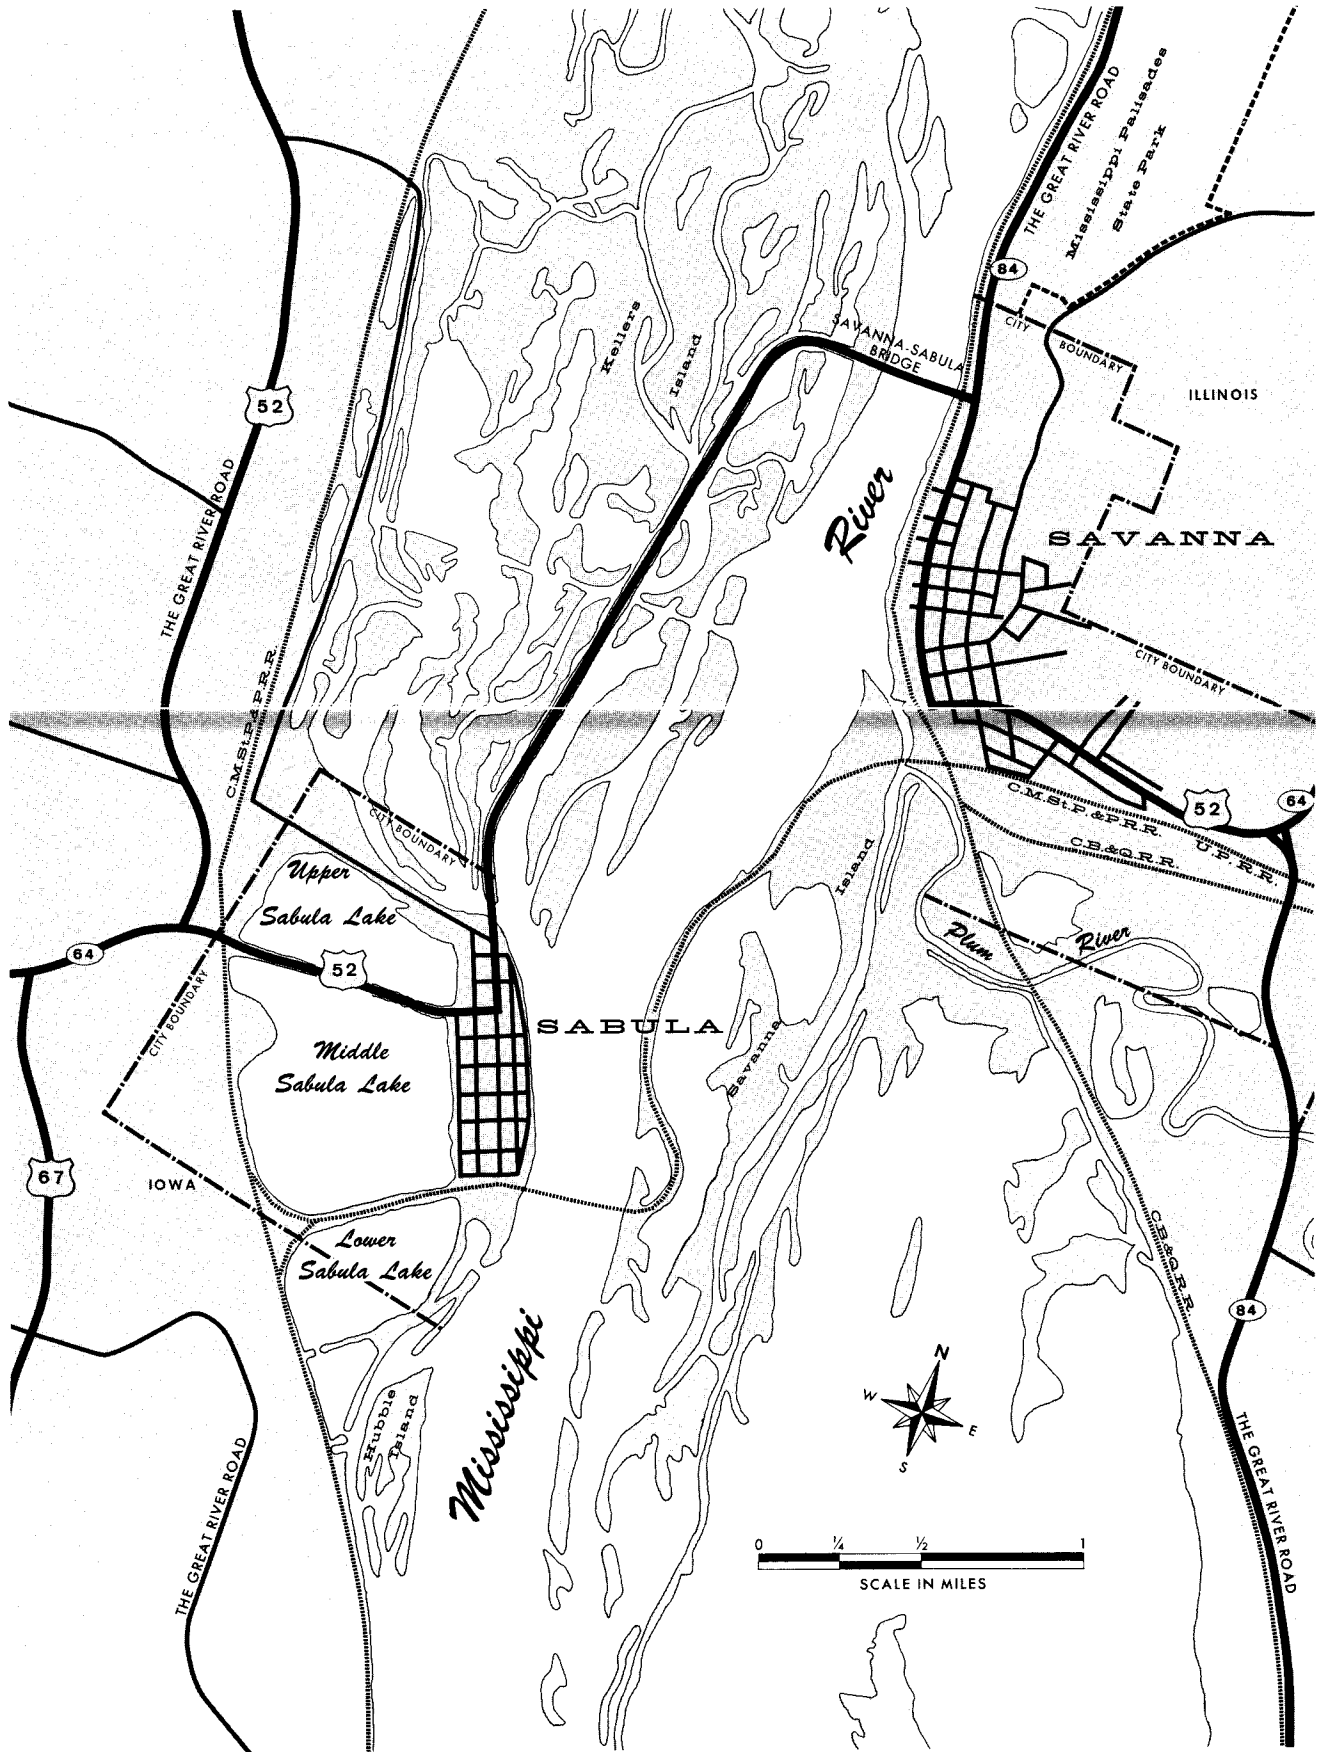 THE GREAT RIVER ROAD
Mississippi Palisades
State Park
84
SAVANNA-SABULA
BRIDGE
CITY
BOUNDARY
ILLINOIS
Kellers
Island
52
THE GREAT RIVER ROAD
River
SAVANNA
CITY BOUNDARY
C.M.St.P.&P.R.R.
CITY BOUNDARY
52
64
C.M.St.P.&P.R.R.
U.P.R.R.
C.B.&Q.R.R.
Upper
Sabula Lake
Island
Plum
River
64
52
CITY BOUNDARY
SABULA
Middle
Sabula Lake
Savanna
67
IOWA
Lower
Sabula Lake
C.B.&Q.R.R.
84
Mississippi
N
W
E
S
Hubble
Island
THE GREAT RIVER ROAD
THE GREAT RIVER ROAD
0 ¼ ½ 1
SCALE IN MILES